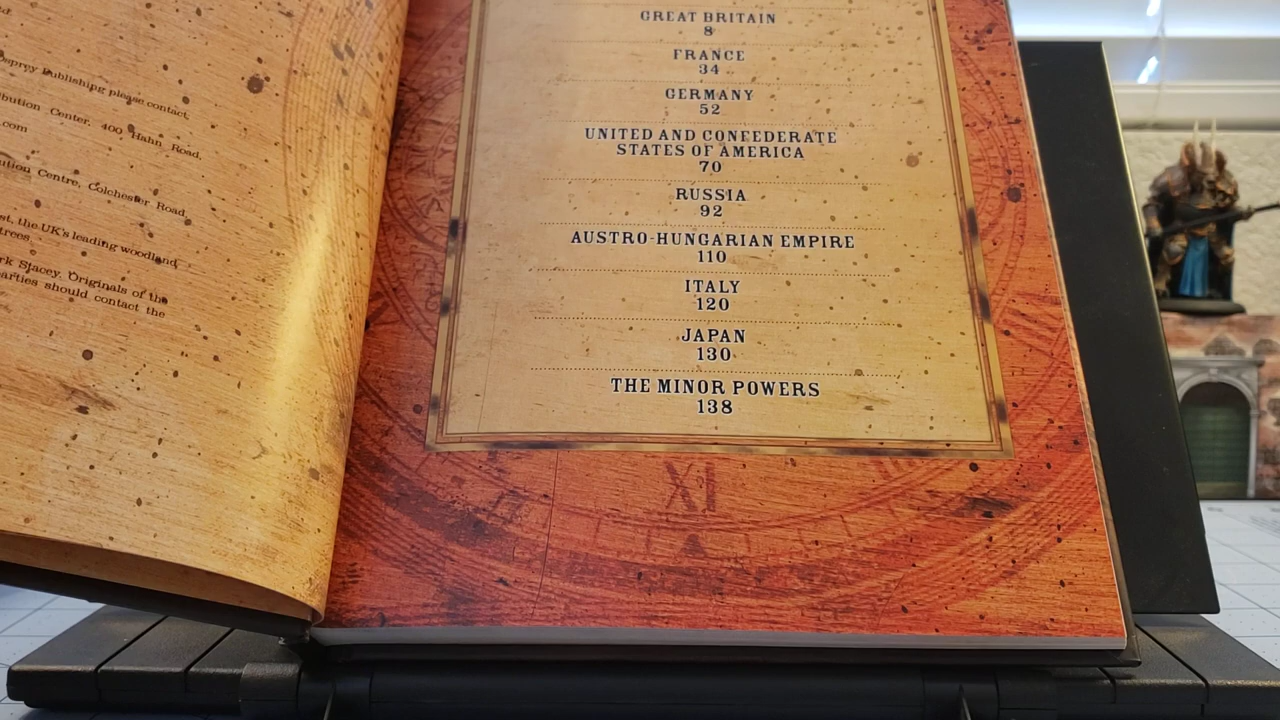 Osprey Publishing please contact,
bution Center, 400 Hahn Road,
.com
ution Centre, Colchester Road,
st, the UK's leading woodland
trees.
rk Stacey. Originals of the
parties should contact the
GREAT BRITAIN
8
FRANCE
34
GERMANY
52
UNITED AND CONFEDERATE
STATES OF AMERICA
70
RUSSIA
92
AUSTRO-HUNGARIAN EMPIRE
110
ITALY
120
JAPAN
130
THE MINOR POWERS
138
XI